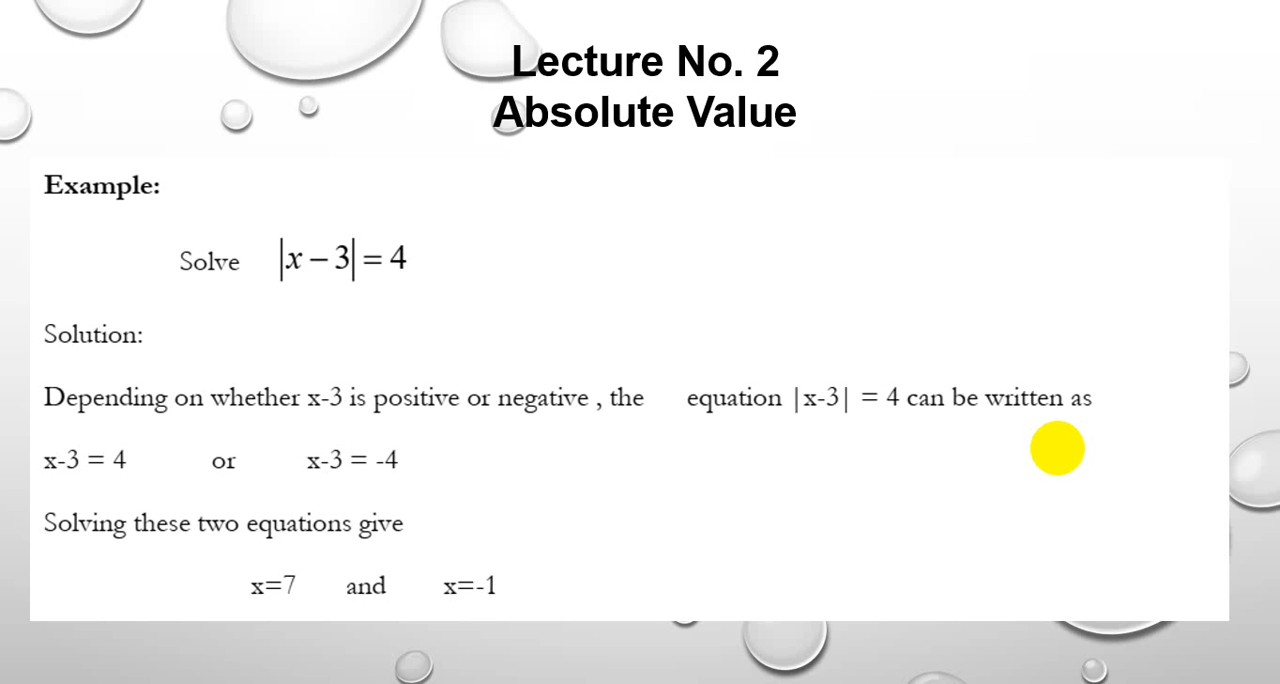 Lecture No. 2
Absolute Value
Example:
Solve |x − 3| = 4
Solution:
Depending on whether x-3 is positive or negative , the equation |x-3| = 4 can be written as
x-3 = 4 or x-3 = -4
Solving these two equations give
x=7 and x=-1